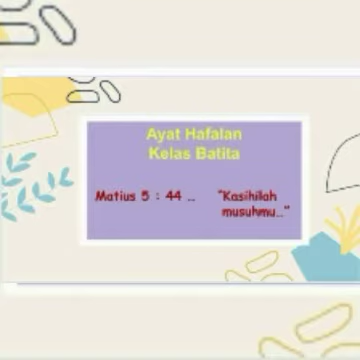 Ayat Hafalan
Kelas Batita
Matius 5 : 44 .. "Kasihilah
musuhmu.."